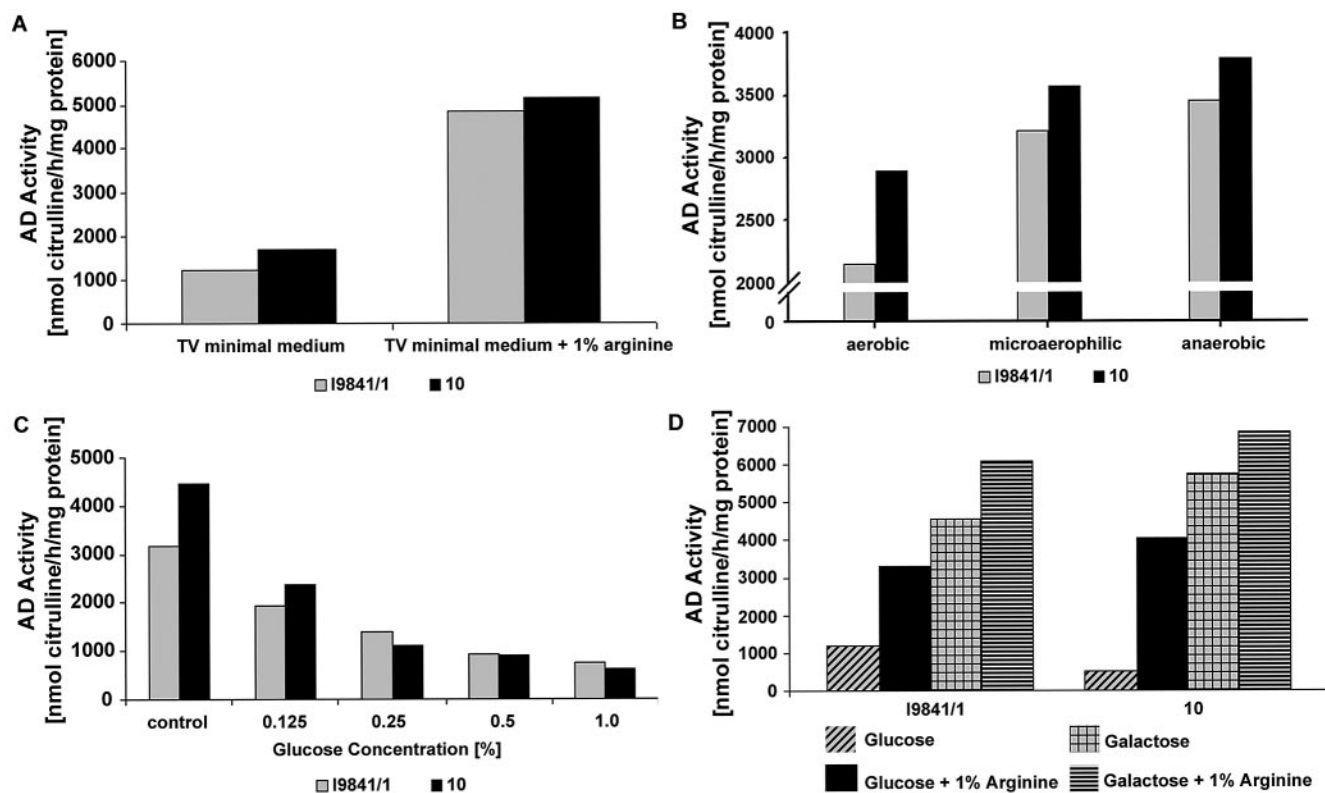 A
AD Activity
[nmol citrulline/h/mg protein]
6000
5000
4000
3000
2000
1000
0
TV minimal medium
TV minimal medium + 1% arginine
I9841/1
10
B
AD Activity
[nmol citrulline/h/mg protein]
4000
3500
3000
2500
2000
0
aerobic
microaerophilic
anaerobic
I9841/1
10
C
AD Activity
[nmol citrulline/h/mg protein]
5000
4000
3000
2000
1000
0
control
0.125
0.25
0.5
1.0
Glucose Concentration [%]
I9841/1
10
D
AD Activity
[nmol citrulline/h/mg protein]
7000
6000
5000
4000
3000
2000
1000
0
I9841/1
10
Glucose
Galactose
Glucose + 1% Arginine
Galactose + 1% Arginine